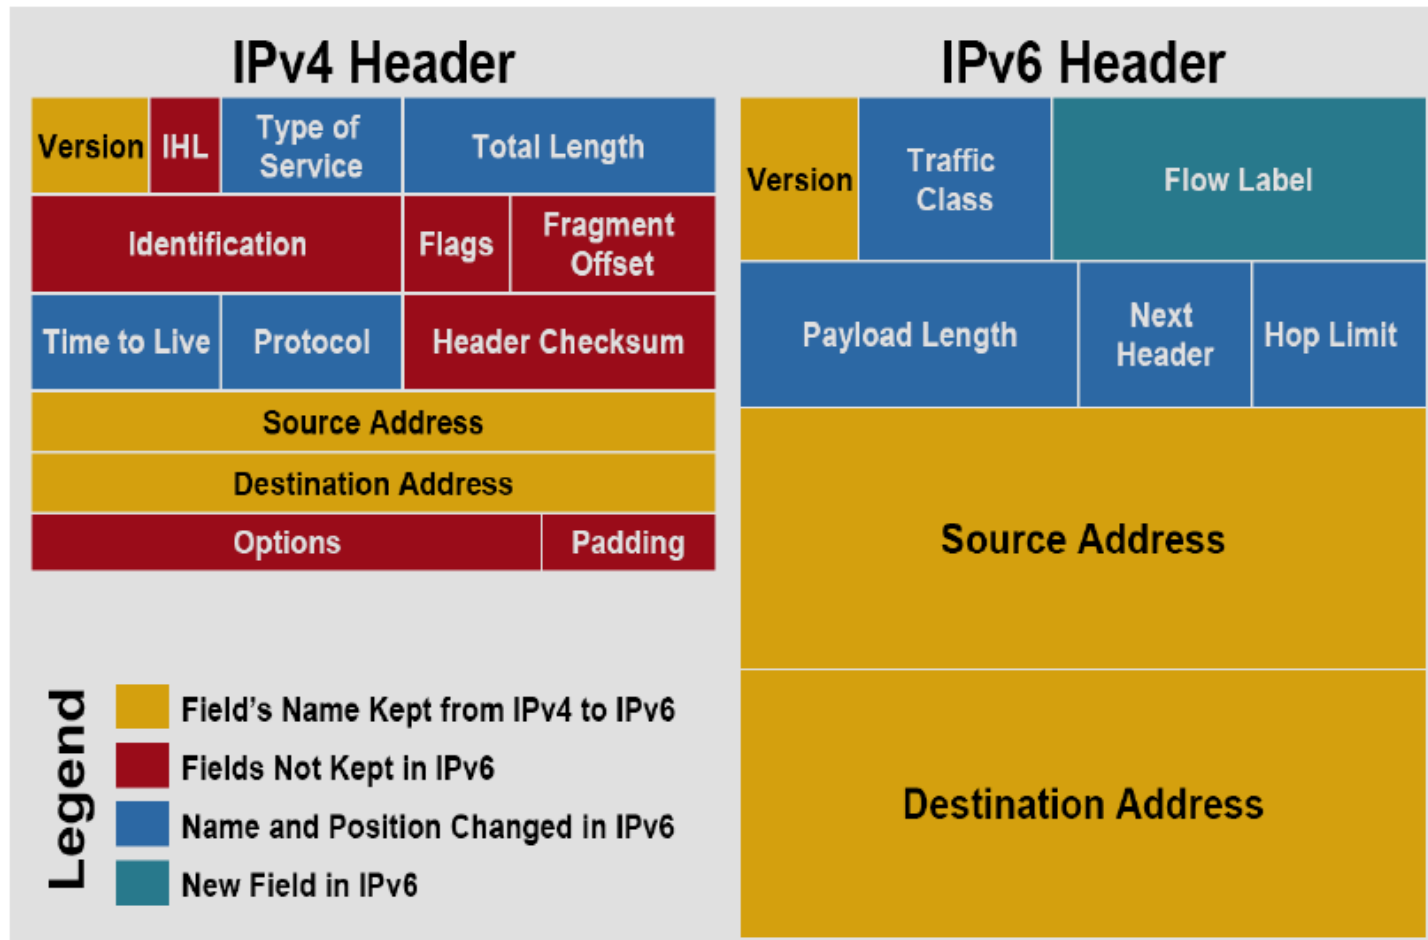 IPv4 Header
Version IHL Type of Service Total Length
Identification Flags Fragment Offset
Time to Live Protocol Header Checksum
Source Address
Destination Address
Options Padding
IPv6 Header
Version Traffic Class Flow Label
Payload Length Next Header Hop Limit
Source Address
Destination Address
Legend
Field’s Name Kept from IPv4 to IPv6
Fields Not Kept in IPv6
Name and Position Changed in IPv6
New Field in IPv6